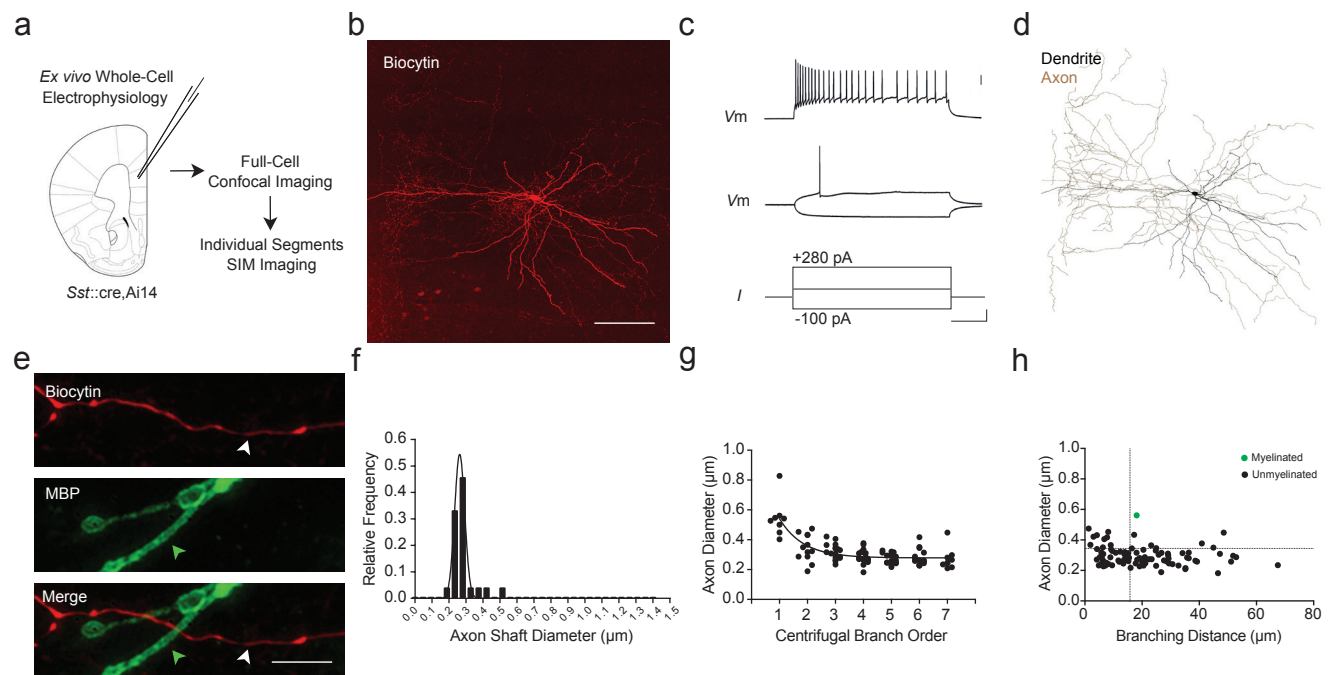 a
Ex vivo Whole-Cell
Electrophysiology
Full-Cell
Confocal Imaging
Individual Segments
SIM Imaging
Sst::cre,Ai14
b
Biocytin
c
Vm
Vm
+280 pA
I
-100 pA
d
Dendrite
Axon
e
Biocytin
MBP
Merge
f
Relative Frequency
0.6
0.5
0.4
0.3
0.2
0.1
0.0
0.0 0.1 0.2 0.3 0.4 0.5 0.6 0.7 0.8 0.9 1.0 1.1 1.2 1.3 1.4 1.5
Axon Shaft Diameter (μm)
g
Axon Diameter (μm)
1.0
0.8
0.6
0.4
0.2
0.0
1 2 3 4 5 6 7
Centrifugal Branch Order
h
Axon Diameter (μm)
1.0
0.8
0.6
0.4
0.2
0.0
0 20 40 60 80
Branching Distance (μm)
Myelinated
Unmyelinated